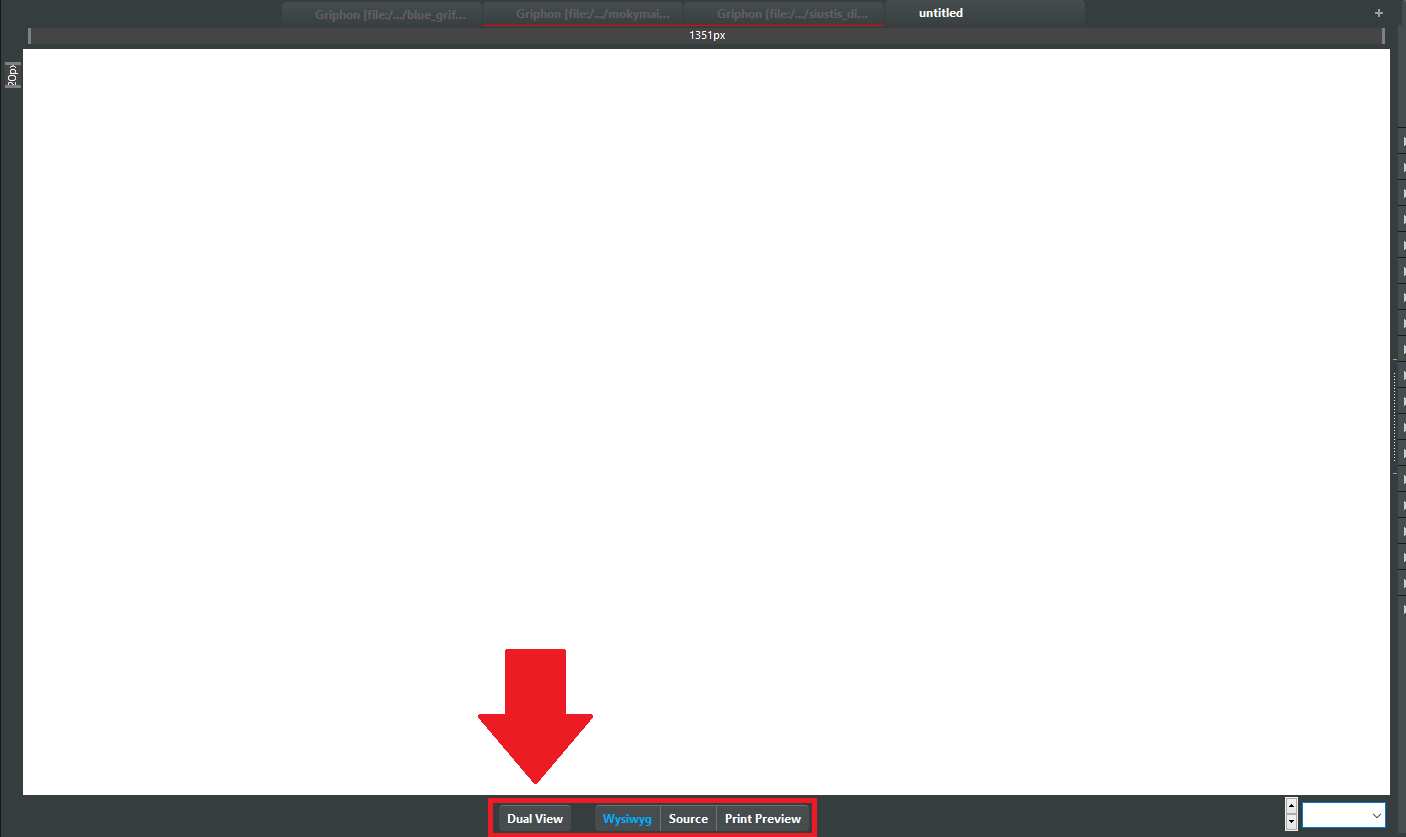 Griphon [file:/.../blue_grif... Griphon [file:/.../mokymai... Griphon [file:/.../siustis_di... untitled +
1351px
20px
Dual View Wysiwyg Source Print Preview